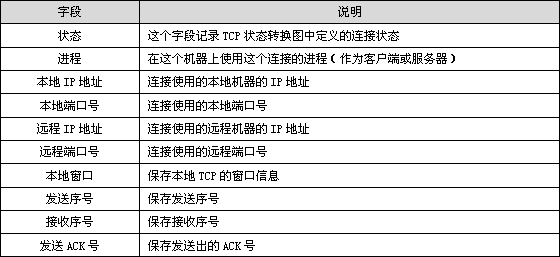 字段 说明
状态 这个字段记录 TCP 状态转换图中定义的连接状态
进程 在这个机器上使用这个连接的进程（作为客户端或服务器）
本地 IP 地址 连接使用的本地机器的 IP 地址
本地端口号 连接使用的本地端口号
远程 IP 地址 连接使用的远程机器的 IP 地址
远程端口号 连接使用的远程端口号
本地窗口 保存本地 TCP 的窗口信息
发送序号 保存发送序号
接收序号 保存接收序号
发送 ACK 号 保存发送出的 ACK 号